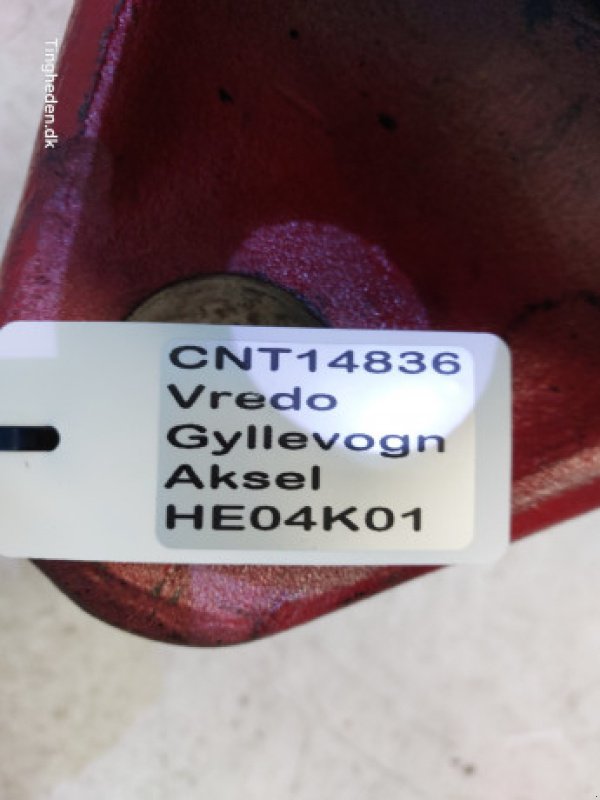 Tingheden.dk
CNT14836
Vredo
Gyllevogn
Aksel
HE04K01